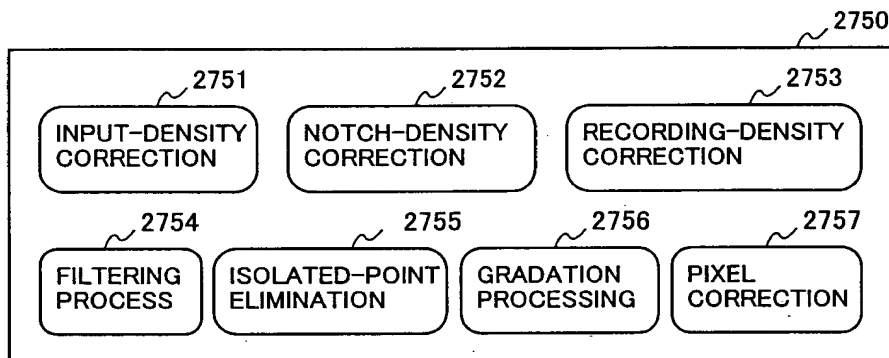 2750
2751
2752
2753
INPUT-DENSITY
CORRECTION
NOTCH-DENSITY
CORRECTION
RECORDING-DENSITY
CORRECTION
2754
2755
2756
2757
FILTERING
PROCESS
ISOLATED-POINT
ELIMINATION
GRADATION
PROCESSING
PIXEL
CORRECTION